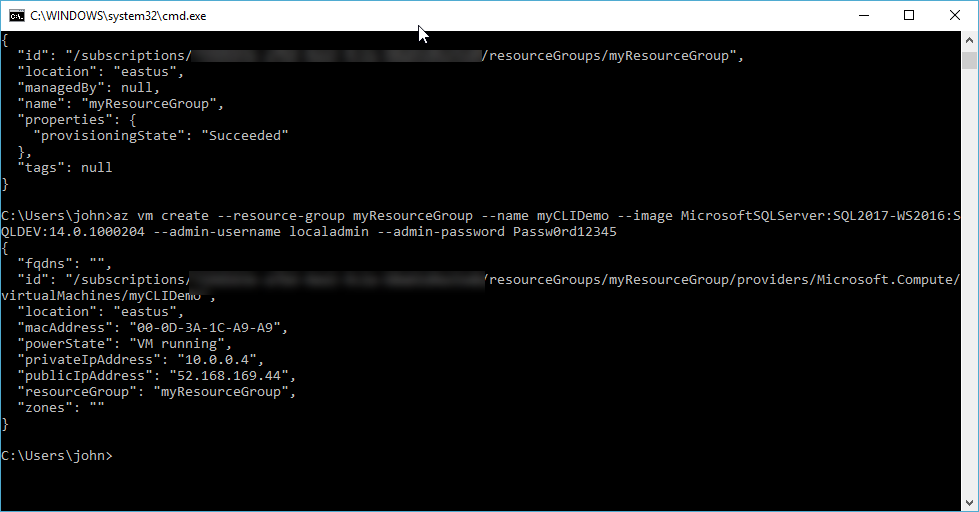 C:\WINDOWS\system32\cmd.exe
{
  "id": "/subscriptions/ /resourceGroups/myResourceGroup",
  "location": "eastus",
  "managedBy": null,
  "name": "myResourceGroup",
  "properties": {
    "provisioningState": "Succeeded"
  },
  "tags": null
}
C:\Users\john>az vm create --resource-group myResourceGroup --name myCLIDemo --image MicrosoftSQLServer:SQL2017-WS2016:S
QLDEV:14.0.1000204 --admin-username localadmin --admin-password Passw0rd12345
{
  "fqdns": "",
  "id": "/subscriptions/ /resourceGroups/myResourceGroup/providers/Microsoft.Compute/
virtualMachines/myCLIDemo",
  "location": "eastus",
  "macAddress": "00-0D-3A-1C-A9-A9",
  "powerState": "VM running",
  "privateIpAddress": "10.0.0.4",
  "publicIpAddress": "52.168.169.44",
  "resourceGroup": "myResourceGroup",
  "zones": ""
}
C:\Users\john>